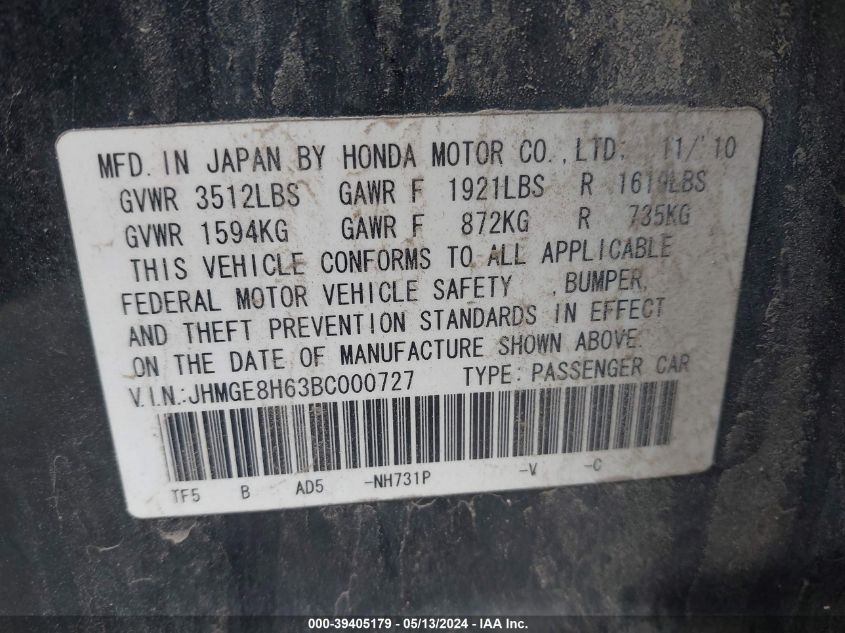 MFD. IN JAPAN BY HONDA MOTOR CO., LTD. 11/'10
GVWR 3512LBS GAWR F 1921LBS R 1619LBS
GVWR 1594KG GAWR F 872KG R 735KG
THIS VEHICLE CONFORMS TO ALL APPLICABLE
FEDERAL MOTOR VEHICLE SAFETY , BUMPER,
AND THEFT PREVENTION STANDARDS IN EFFECT
ON THE DATE OF MANUFACTURE SHOWN ABOVE.
V.I.N.:JHMGE8H63BC000727 TYPE: PASSENGER CAR
TF5 B AD5 -NH731P -V -C
000-39405179 - 05/13/2024 - IAA Inc.